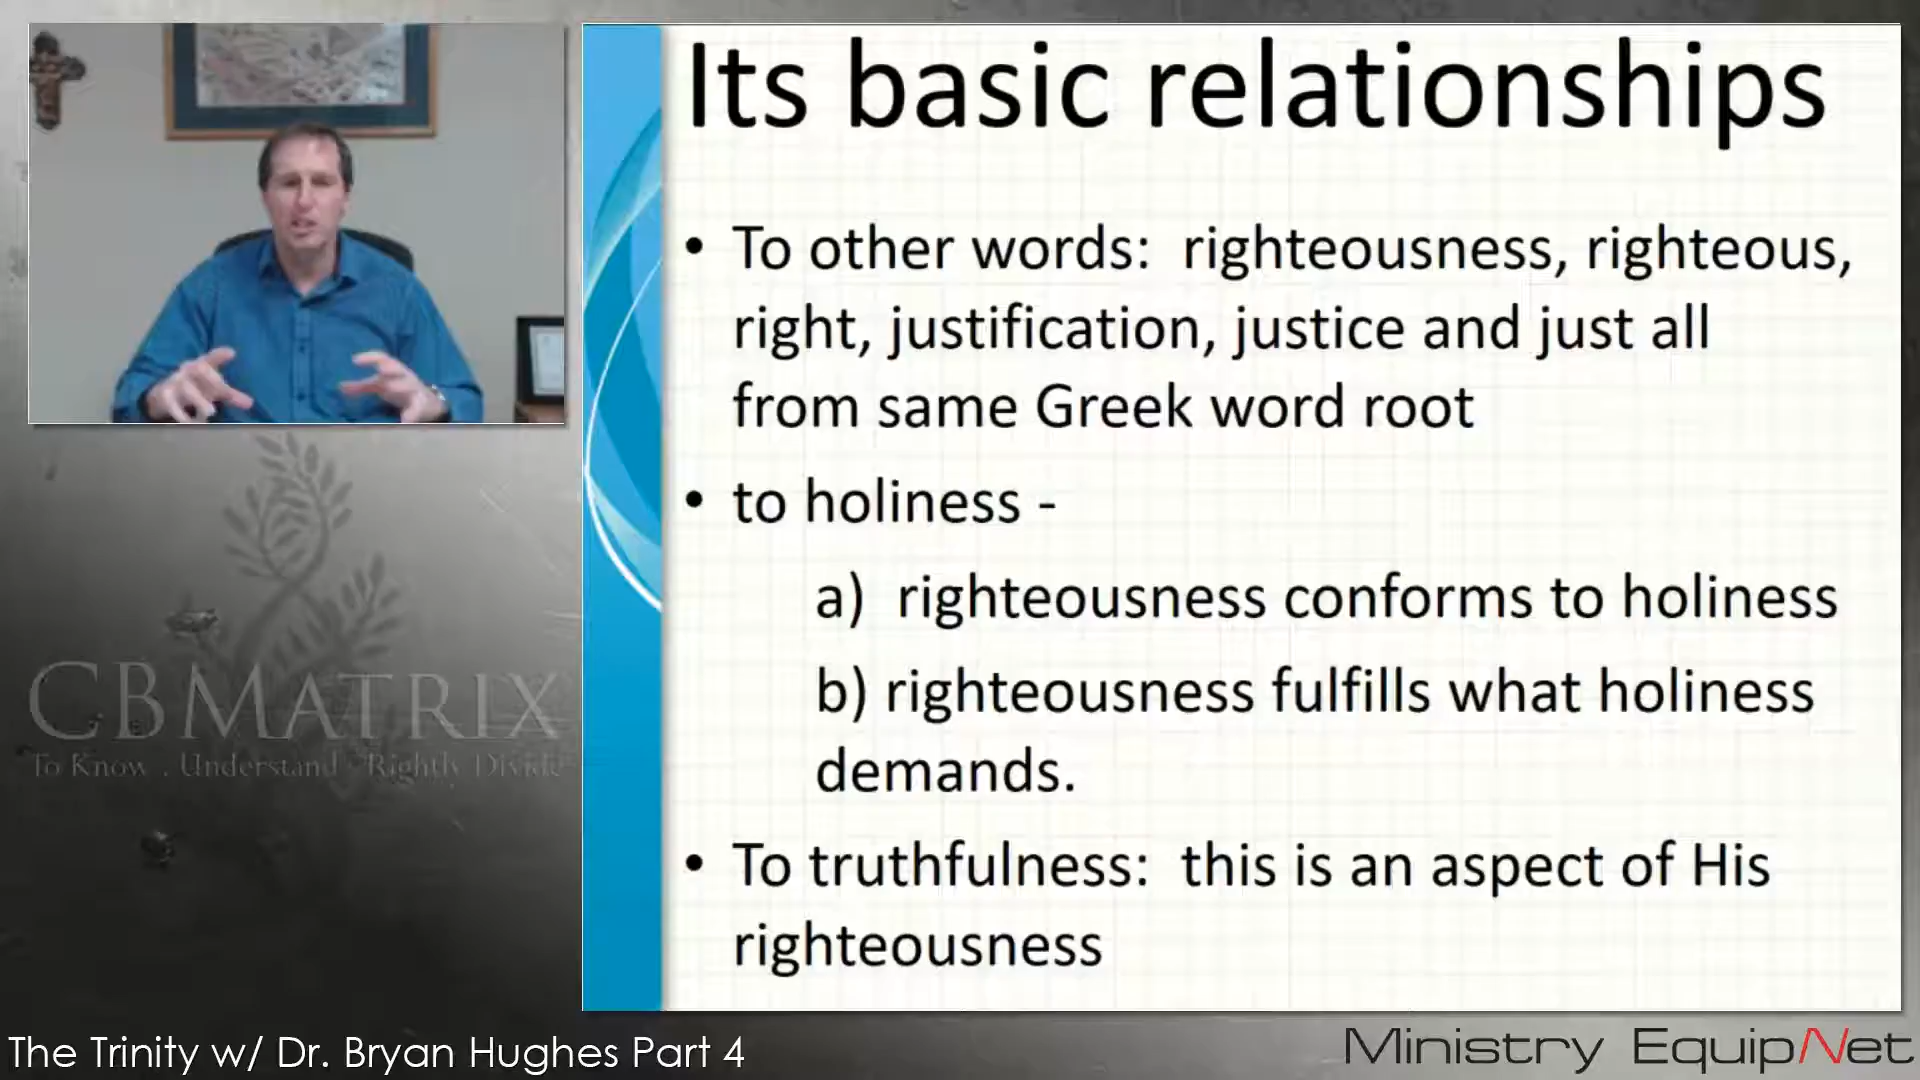 Its basic relationships
• To other words:  righteousness, righteous,
right, justification, justice and just all
from same Greek word root
• to holiness -
a)  righteousness conforms to holiness
b) righteousness fulfills what holiness
demands.
• To truthfulness:  this is an aspect of His
righteousness
CBMATRIX
To Know . Understand . Rightly Divide
The Trinity w/ Dr. Bryan Hughes Part 4
Ministry EquipNet